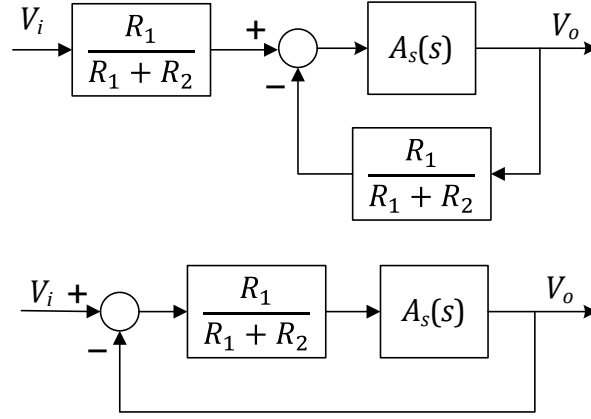 V_i
R_1 / (R_1 + R_2)
+
−
A_s(s)
V_o
R_1 / (R_1 + R_2)
V_i
+
−
R_1 / (R_1 + R_2)
A_s(s)
V_o